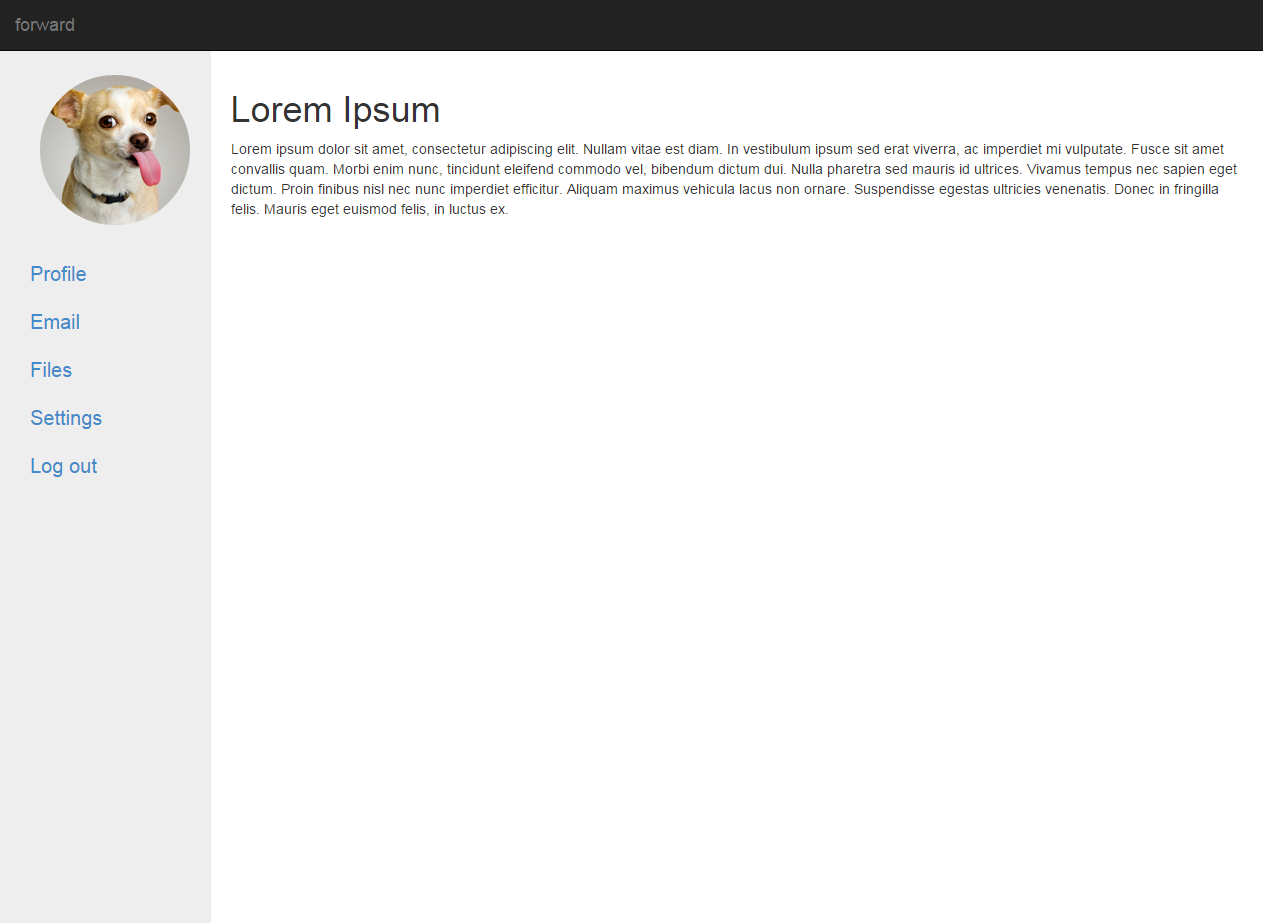 forward
Profile
Email
Files
Settings
Log out
Lorem Ipsum
Lorem ipsum dolor sit amet, consectetur adipiscing elit. Nullam vitae est diam. In vestibulum ipsum sed erat viverra, ac imperdiet mi vulputate. Fusce sit amet
convallis quam. Morbi enim nunc, tincidunt eleifend commodo vel, bibendum dictum dui. Nulla pharetra sed mauris id ultrices. Vivamus tempus nec sapien eget
dictum. Proin finibus nisl nec nunc imperdiet efficitur. Aliquam maximus vehicula lacus non ornare. Suspendisse egestas ultricies venenatis. Donec in fringilla
felis. Mauris eget euismod felis, in luctus ex.